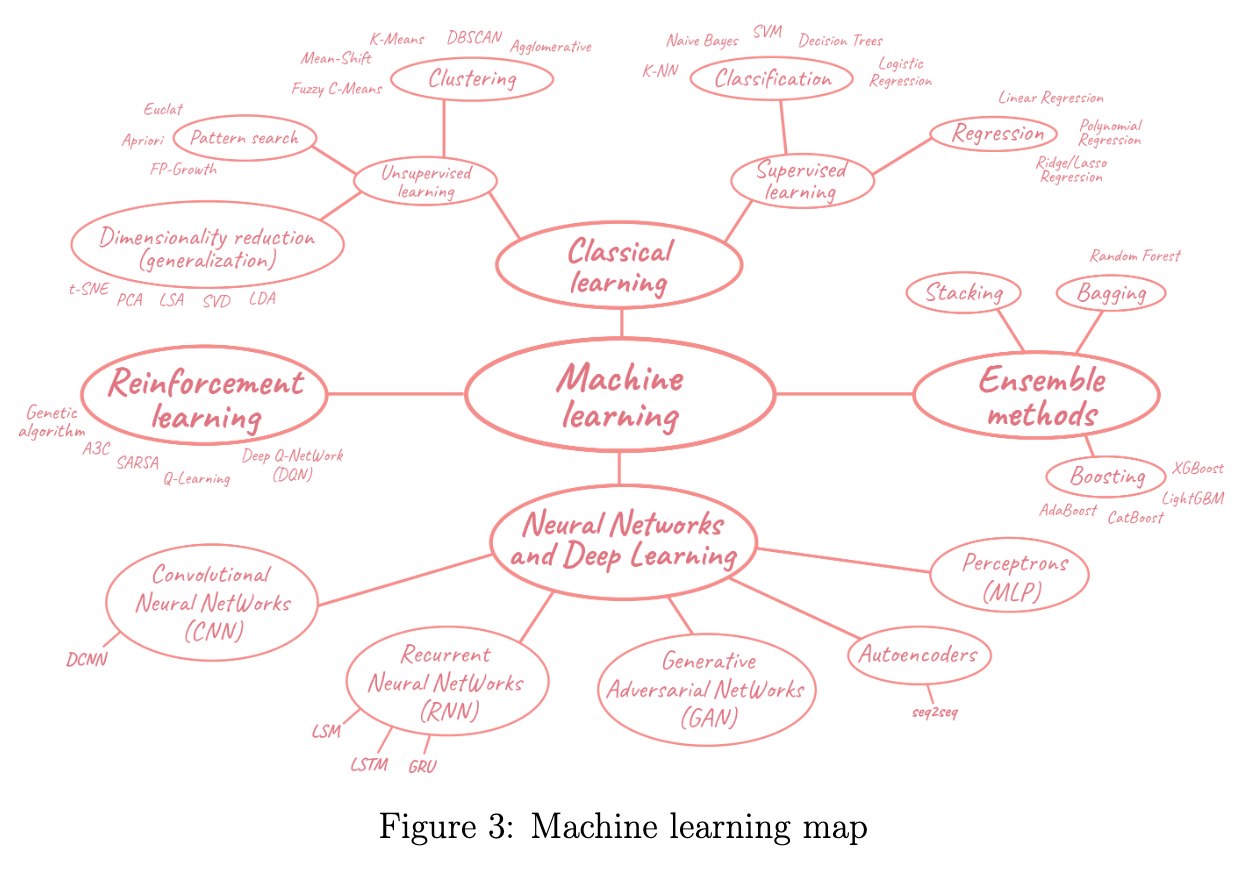 K-Means
DBSCAN
Agglomerative
Mean-Shift
Fuzzy C-Means
Clustering
Euclat
Apriori
FP-Growth
Pattern search
Unsupervised
learning
Dimensionality reduction
(generalization)
t-SNE
PCA
LSA
SVD
LDA
Naive Bayes
SVM
Decision Trees
K-NN
Classification
Logistic
Regression
Linear Regression
Regression
Polynomial
Regression
Ridge/Lasso
Regression
Supervised
learning
Classical
learning
Machine
learning
Reinforcement
learning
Genetic
algorithm
A3C
SARSA
Q-Learning
Deep Q-NetWork
(DQN)
Random Forest
Stacking
Bagging
Ensemble
methods
Boosting
XGBoost
LightGBM
AdaBoost
CatBoost
Neural Networks
and Deep Learning
Convolutional
Neural NetWorks
(CNN)
DCNN
Recurrent
Neural NetWorks
(RNN)
LSM
LSTM
GRU
Generative
Adversarial NetWorks
(GAN)
Autoencoders
seq2seq
Perceptrons
(MLP)
Figure 3: Machine learning map